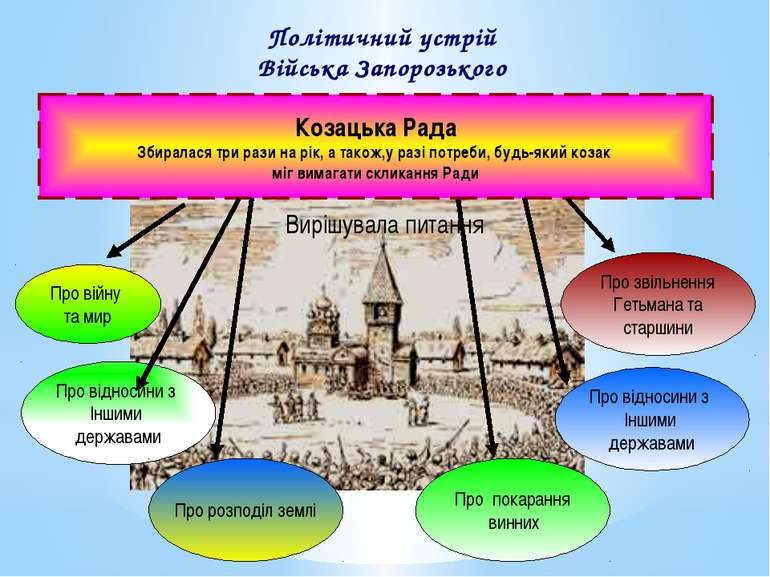 Політичний устрій
Війська Запорозького
Козацька Рада
Збиралася три рази на рік, а також,у разі потреби, будь-який козак
міг вимагати скликання Ради
Вирішувала питання
Про війну
та мир
Про звільнення
Гетьмана та
старшини
Про відносини з
Іншими
державами
Про відносини з
Іншими
державами
Про розподіл землі
Про покарання
винних